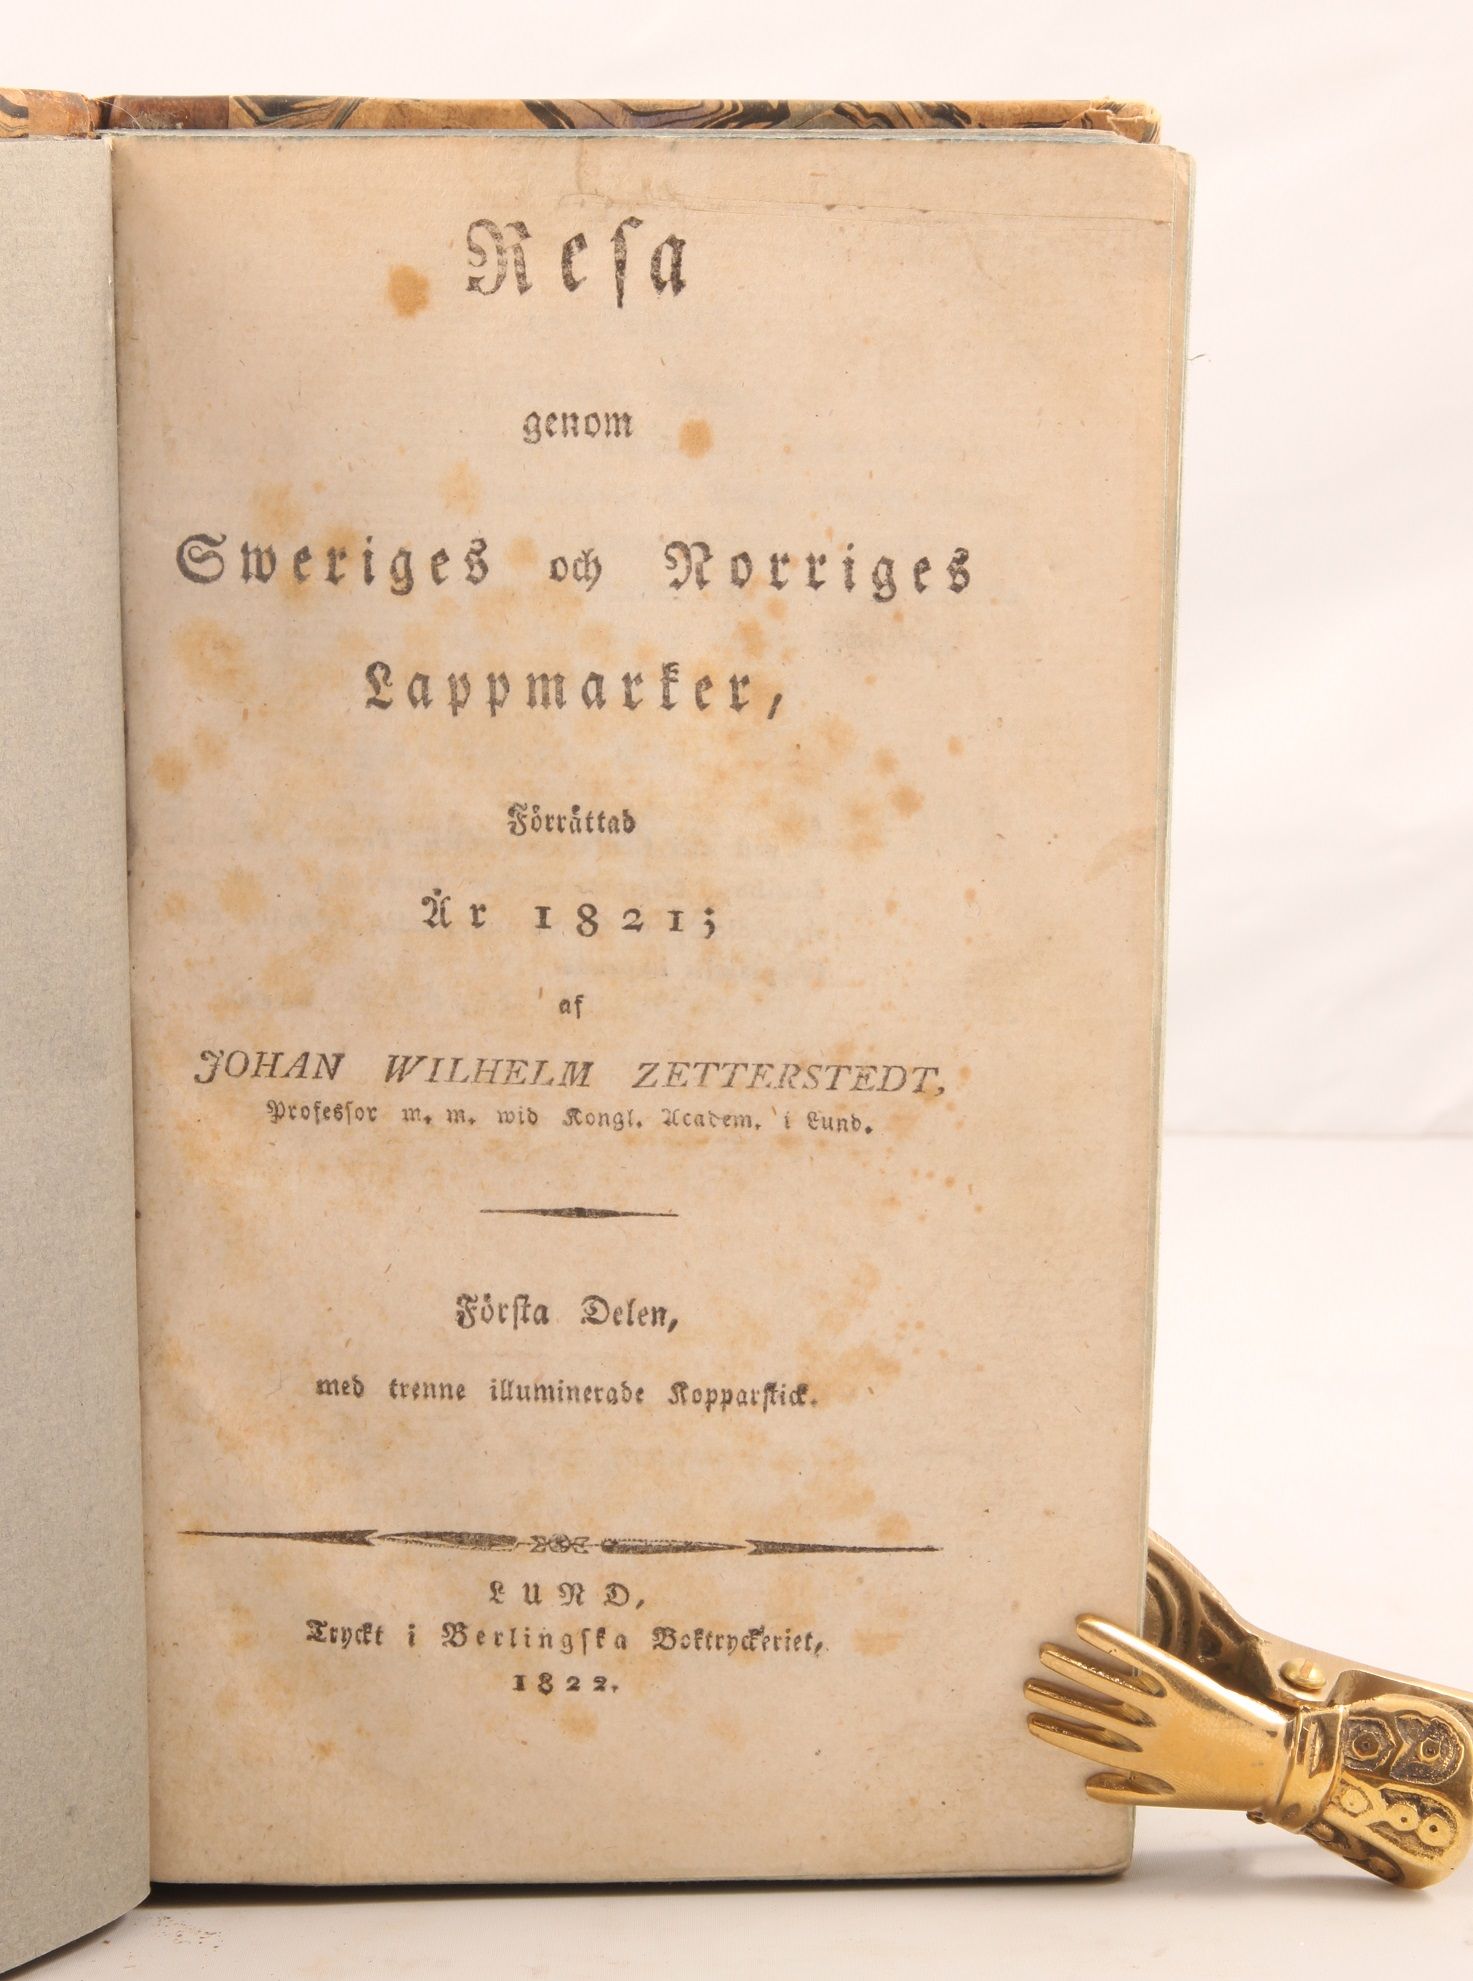 Resa
genom
Sweriges och Norriges
Lappmarker,
Förrättad
År 1821;
af
JOHAN WILHELM ZETTERSTEDT,
Professor m. m. wid Kongl. Academ. i Lund.
Första Delen,
med trenne illuminerade Kopparstick.
LUND,
Tryckt i Berlingska Boktryckeriet,
1822.